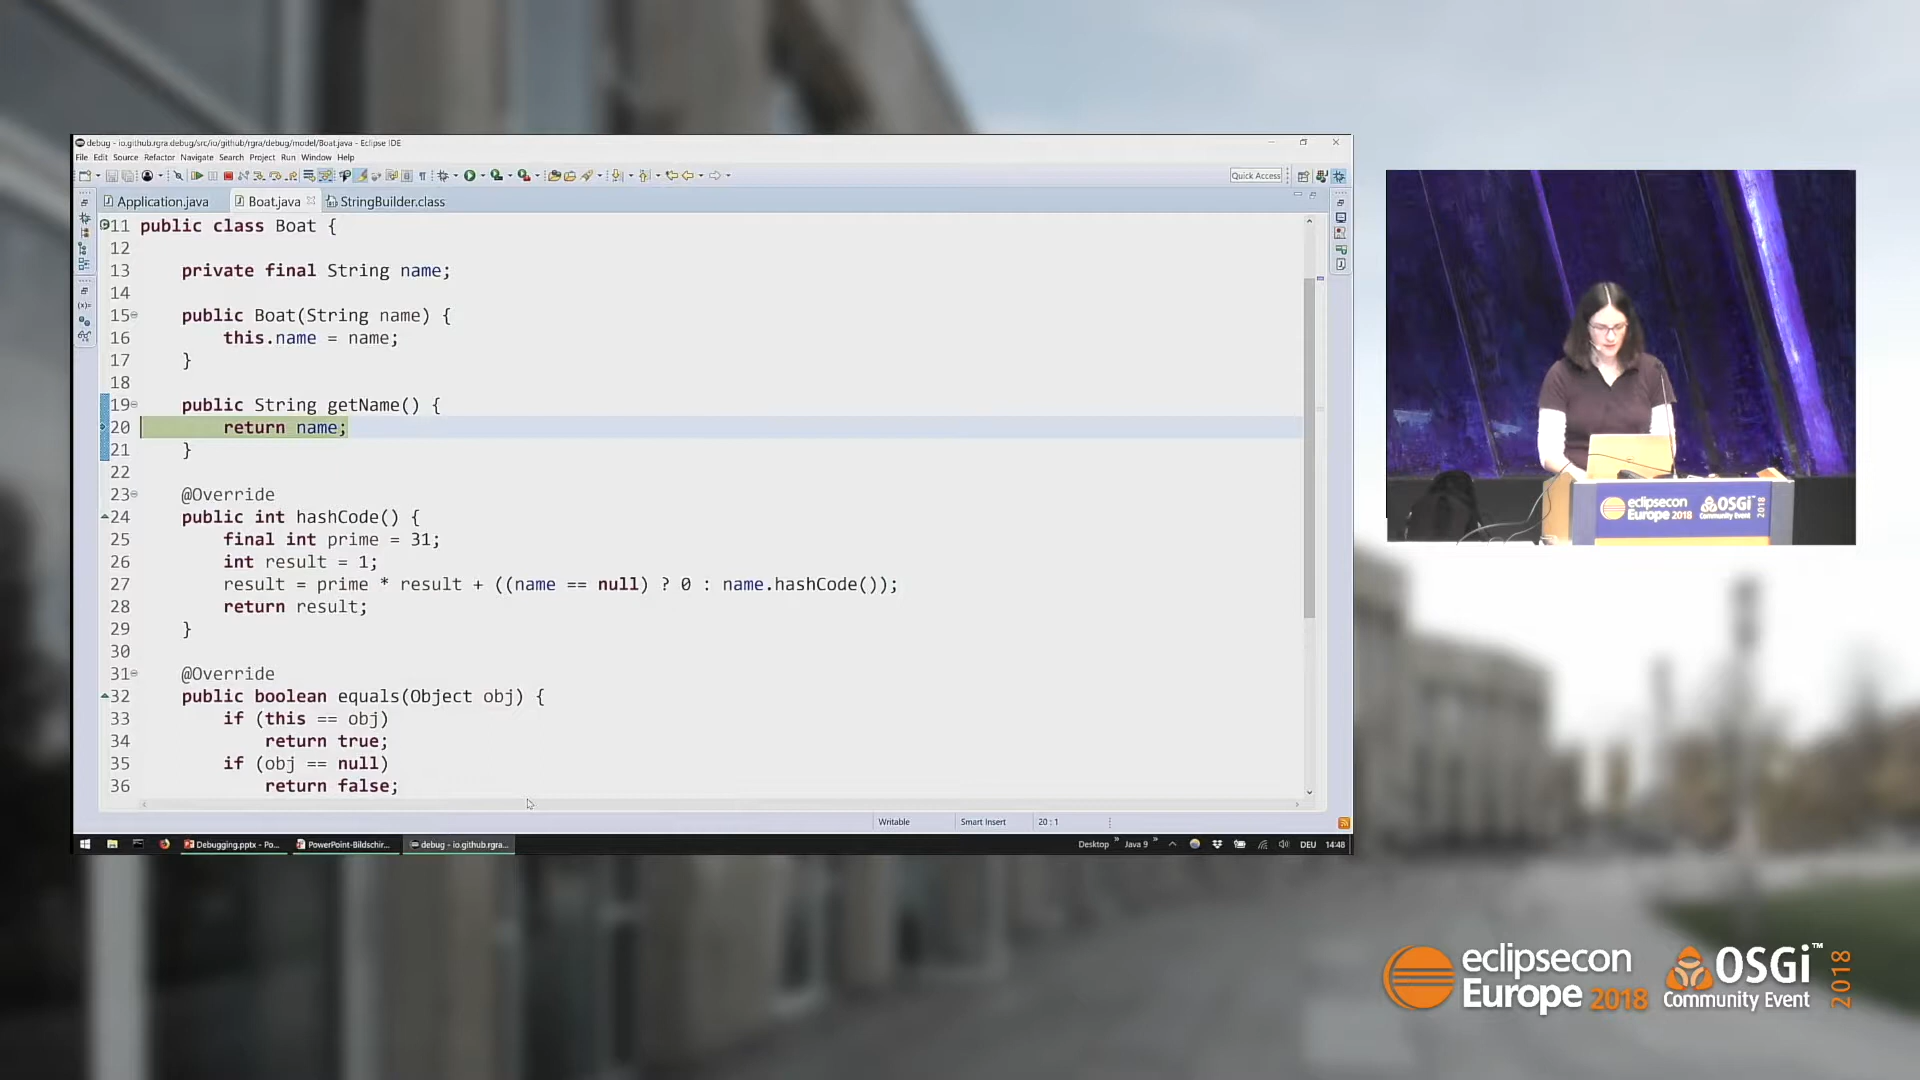 debug - io.github.rgra.debug/src/io/github/rgra/debug/model/Boat.java - Eclipse IDE
File Edit Source Refactor Navigate Search Project Run Window Help
Quick Access
Application.java
Boat.java
StringBuilder.class
11 public class Boat {
12
13 private final String name;
14
15 public Boat(String name) {
16 this.name = name;
17 }
18
19 public String getName() {
20 return name;
21 }
22
23 @Override
24 public int hashCode() {
25 final int prime = 31;
26 int result = 1;
27 result = prime * result + ((name == null) ? 0 : name.hashCode());
28 return result;
29 }
30
31 @Override
32 public boolean equals(Object obj) {
33 if (this == obj)
34 return true;
35 if (obj == null)
36 return false;
Writable
Smart Insert
20 : 1
Debugging.pptx - Po...
PowerPoint-Bildschir...
debug - io.github.rgra...
Desktop
Java 9
DEU
14:48
eclipsecon
Europe 2018
OSGi
Community Event
2018
eclipsecon
Europe 2018
OSGi™
Community Event
2018